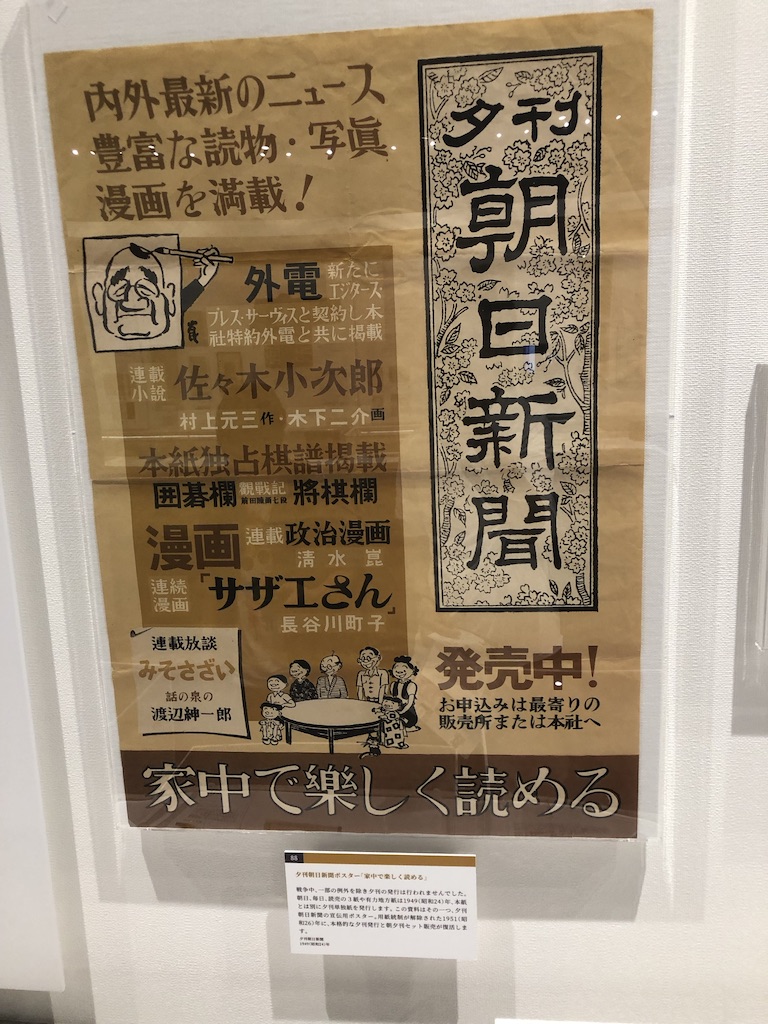 内外最新のニュース
豊富な読物・写眞
漫画を満載！
夕刊
朝日新聞
外電
新たに
エジターズ・
プレス・サーヴィスと契約し本
社特約外電と共に掲載
連載
小説
佐々木小次郎
村上元三作・木下二介画
本紙独占棋譜掲載
囲碁欄
觀戰記
將棋欄
漫画
連載
政治漫画
清水崑
連続
漫画
「サザエさん」
長谷川町子
連載放談
みそさざい
話の泉の
渡辺紳一郎
発売中！
お申込みは最寄りの
販売所または本社へ
家中で楽しく読める
88
夕刊朝日新聞ポスター「家中で楽しく読める」
戦争中、一部の例外を除き夕刊の発行は行われませんでした。
朝日、毎日、読売の3紙や有力地方紙は1949(昭和24)年、本紙
とは別に夕刊単独紙を発行します。この資料はその一つ、夕刊
朝日新聞の宣伝用ポスター。用紙統制が解除された1951(昭
和26)年に、本格的な夕刊発行と朝夕刊セット販売が復活しま
す。
夕刊朝日新聞
1949(昭和24)年